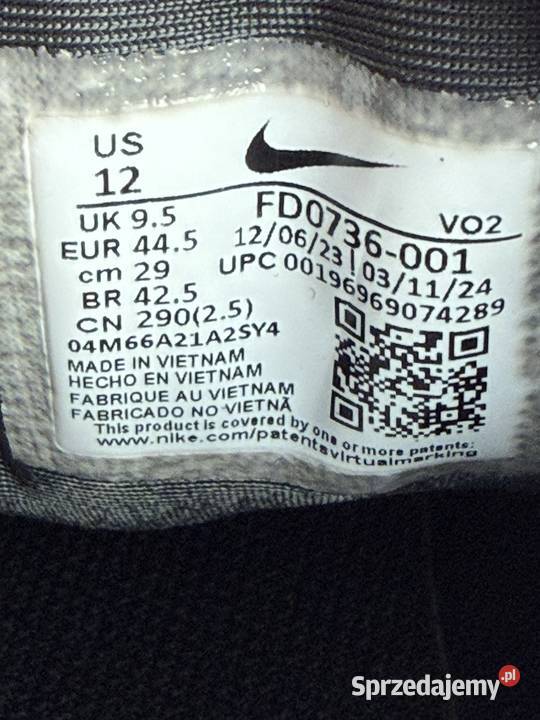 US
12
UK 9.5
EUR 44.5
cm 29
BR 42.5
CN 290(2.5)
04M66A21A2SY4
MADE IN VIETNAM
HECHO EN VIETNAM
FABRIQUE AU VIETNAM
FABRICADO NO VIETNÃ
This product is covered by one or more patents:
www.nike.com/patentsvirtualmarking
FD0736-001 VO2
12/06/23 | 03/11/24
UPC 00196969074289
Sprzedajemy.pl